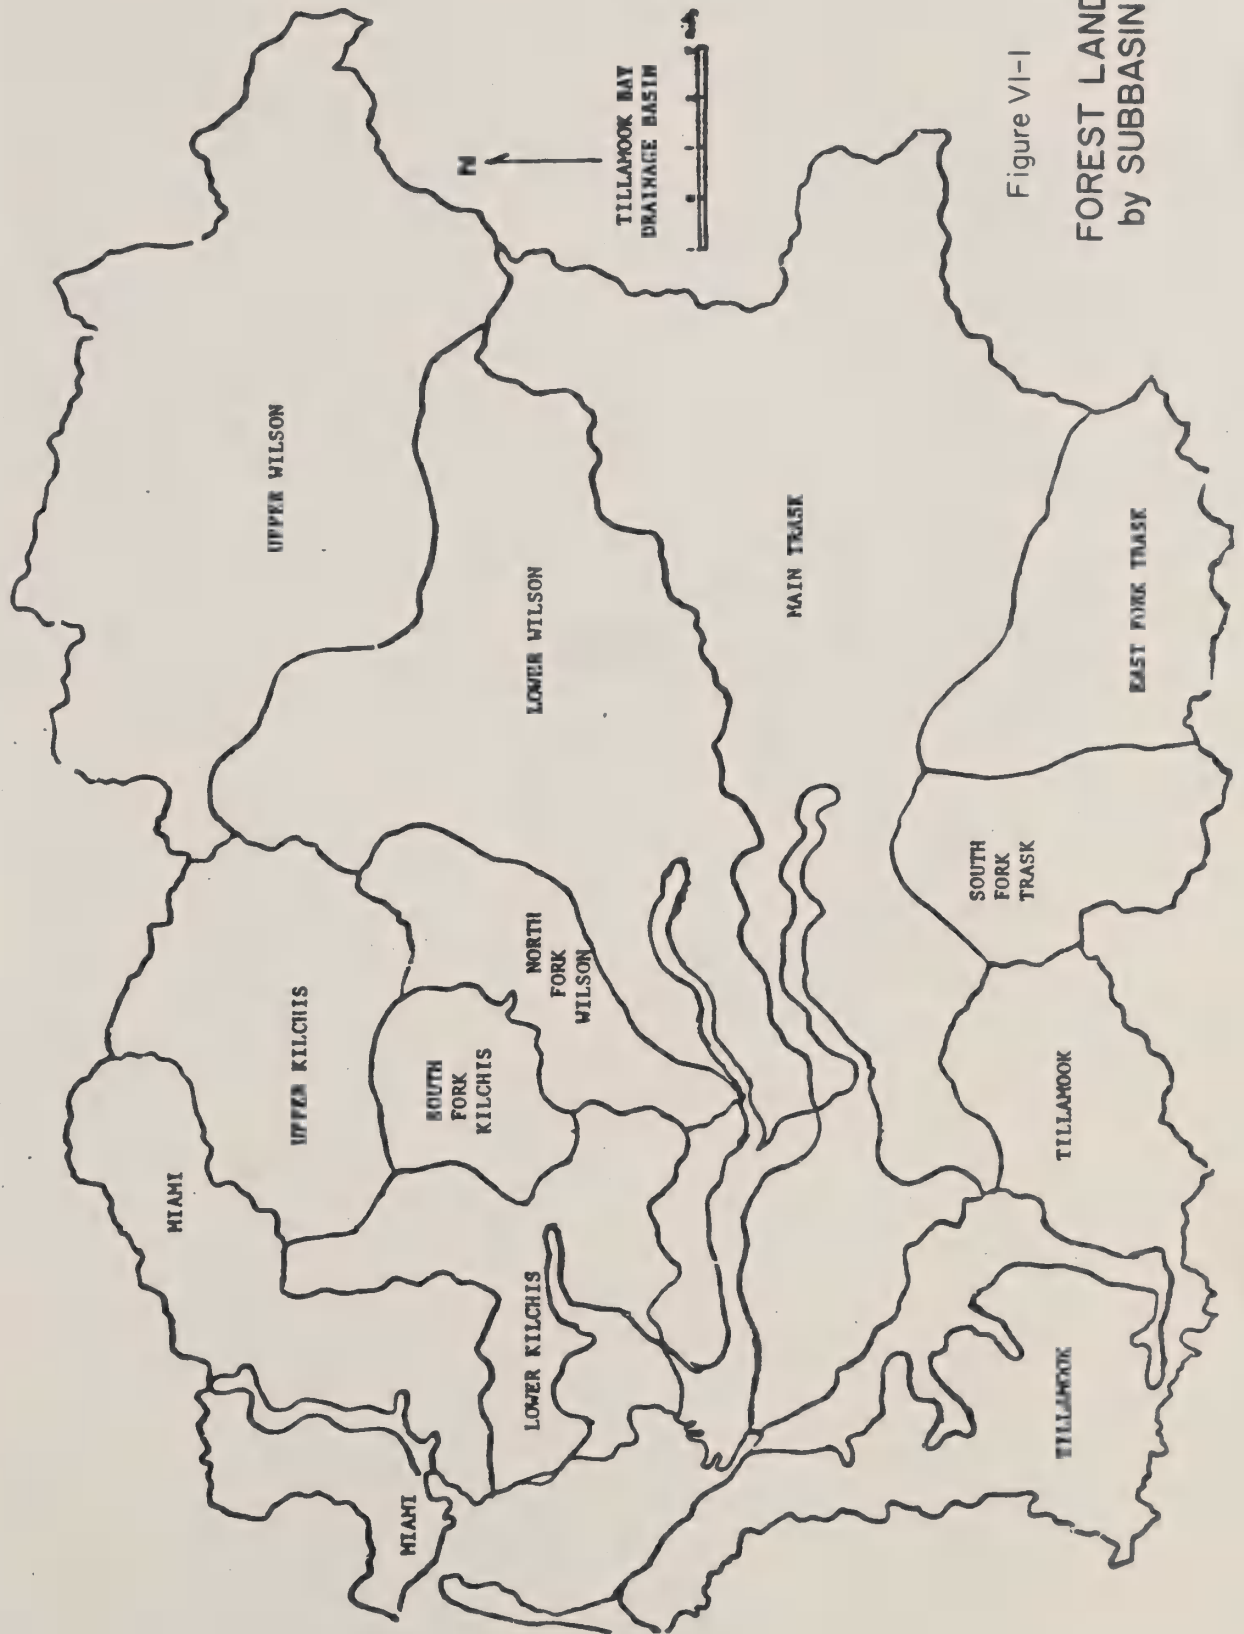 UPPER WILSON
LOWER WILSON
MAIN TRASK
EAST FORK TRASK
SOUTH
FORK
TRASK
NORTH
FORK
WILSON
UPPER KILCHIS
SOUTH
FORK
KILCHIS
MIAMI
LOWER KILCHIS
MIAMI
TILLAMOOK
TILLAMOOK
TILLAMOOK BAY
DRAINAGE BASIN
Figure VI-I
FOREST LAND
by SUBBASIN